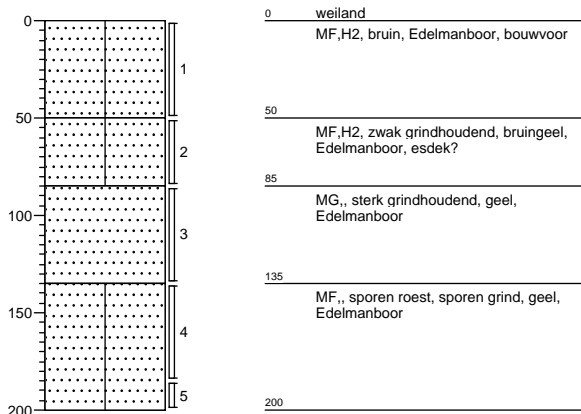 0
50
100
150
200
1
2
3
4
5
0 weiland
MF,H2, bruin, Edelmanboor, bouwvoor
50
MF,H2, zwak grindhoudend, bruingeel,
Edelmanboor, esdek?
85
MG,, sterk grindhoudend, geel,
Edelmanboor
135
MF,, sporen roest, sporen grind, geel,
Edelmanboor
200